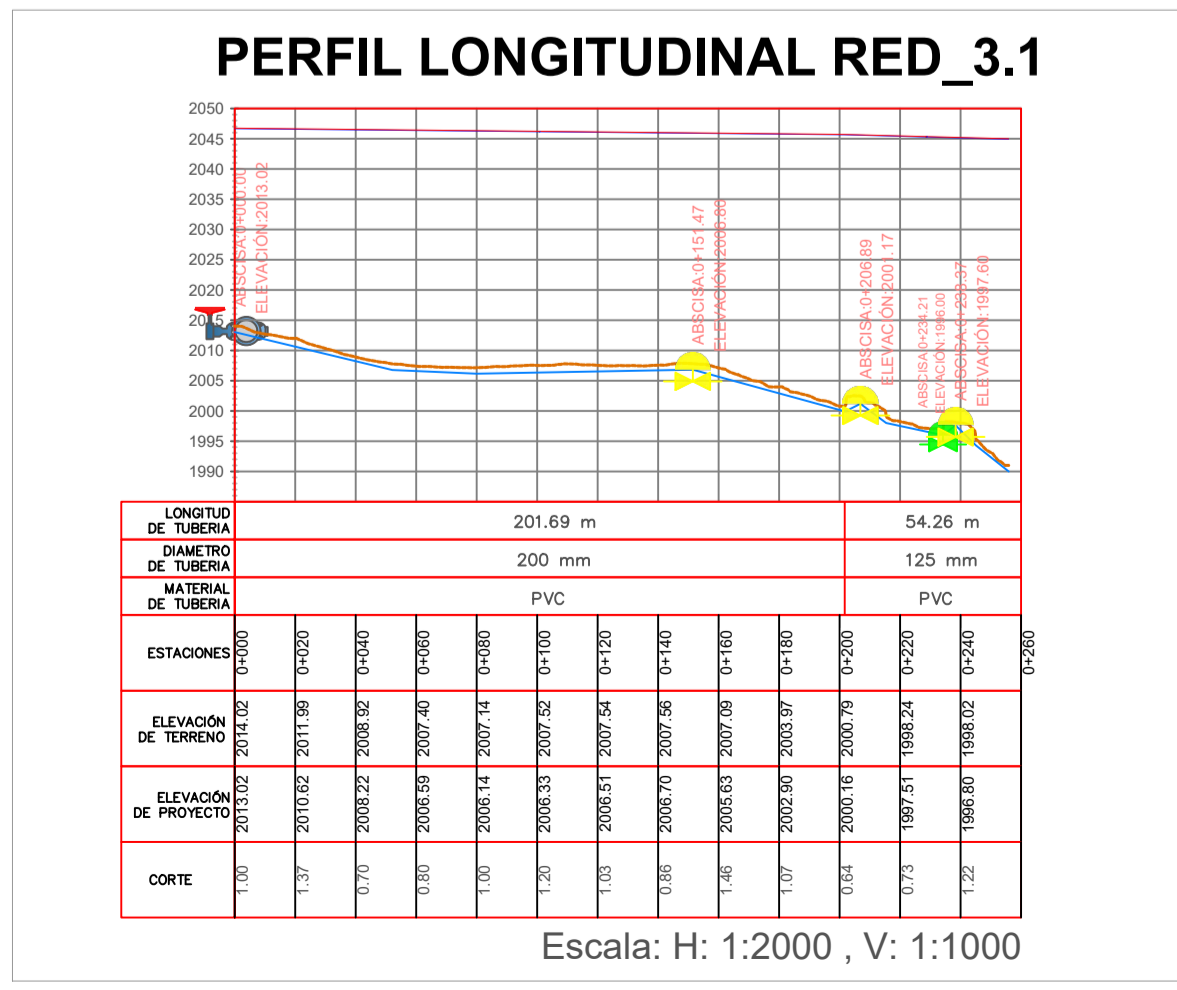 PERFIL LONGITUDINAL RED_3.1
2050
2045
2040
2035
2030
2025
2020
2015
2010
2005
2000
1995
1990
ABSCISA:0+000.00
ELEVACIÓN:2013.02
ABSCISA:0+151.47
ABSCISA:0+206.89
ELEVACIÓN:2001.17
ABSCISA:0+234.21
ELEVACIÓN:1996.00
ELEVACIÓN:1997.60
LONGITUD DE TUBERIA
201.69 m
54.26 m
DIAMETRO DE TUBERIA
200 mm
125 mm
MATERIAL DE TUBERIA
PVC
PVC
ESTACIONES
0+000
0+020
0+040
0+060
0+080
0+100
0+120
0+140
0+160
0+180
0+200
0+220
0+240
0+260
ELEVACIÓN DE TERRENO
2014.02
2011.99
2008.92
2007.40
2007.14
2007.52
2007.54
2007.56
2007.09
2003.97
2000.79
1998.24
1998.02
ELEVACIÓN DE PROYECTO
2013.02
2010.62
2008.22
2006.59
2006.14
2006.33
2006.51
2006.70
2005.63
2002.90
2000.16
1997.51
1996.80
CORTE
1.00
1.37
0.70
0.80
1.00
1.20
1.03
0.86
1.46
1.07
0.64
0.73
1.22
Escala: H: 1:2000 , V: 1:1000